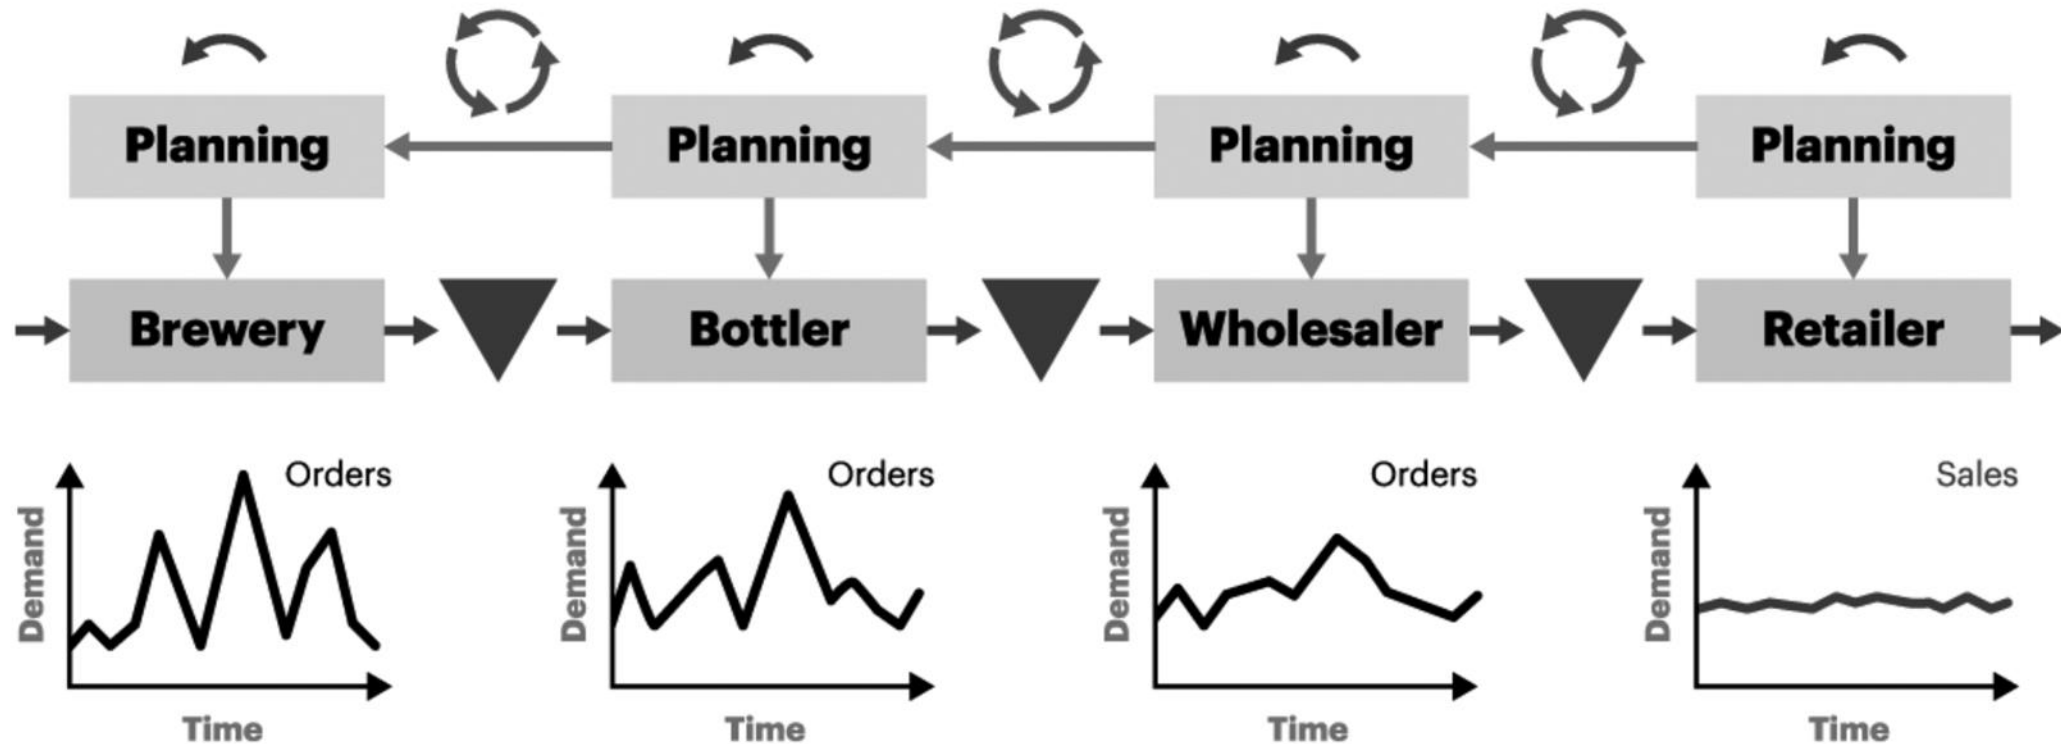 Planning
Planning
Planning
Planning
Brewery
Bottler
Wholesaler
Retailer
Orders
Orders
Orders
Sales
Demand
Demand
Demand
Demand
Time
Time
Time
Time